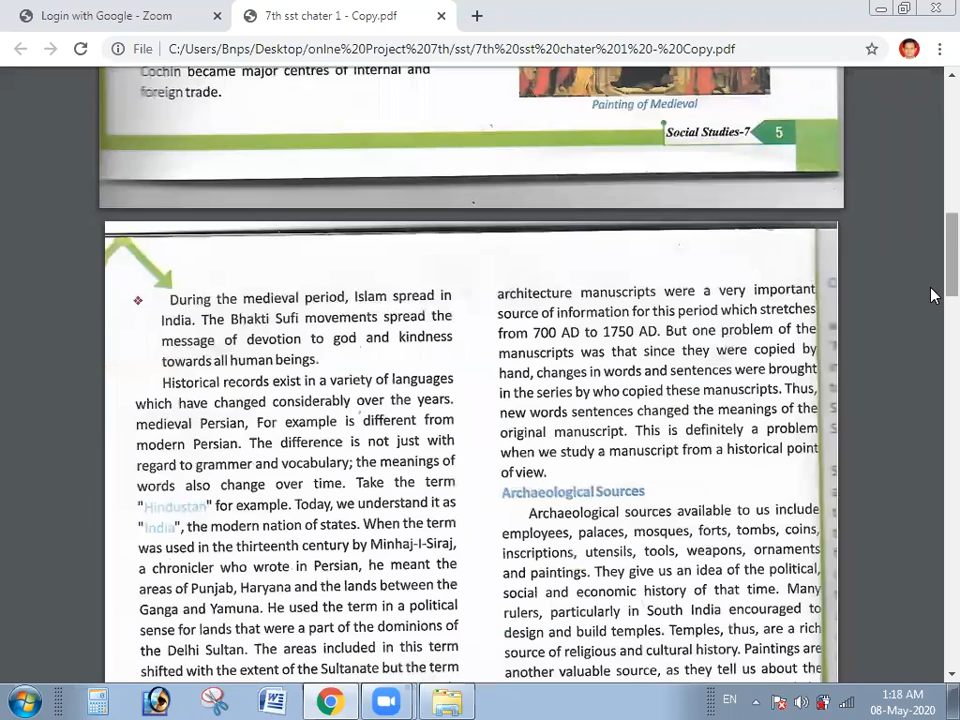 Login with Google - Zoom
7th sst chater 1 - Copy.pdf
File
C:/Users/Bnps/Desktop/onlne%20Project%207th/sst/7th%20sst%20chater%201%20-%20Copy.pdf
Cochin became major centres of internal and
foreign trade.
Painting of Medieval
Social Studies-7
5
During the medieval period, Islam spread in
India. The Bhakti Sufi movements spread the
message of devotion to god and kindness
towards all human beings.
Historical records exist in a variety of languages
which have changed considerably over the years.
medieval Persian, For example is different from
modern Persian. The difference is not just with
regard to grammer and vocabulary; the meanings of
words also change over time. Take the term
"Hindustan" for example. Today, we understand it as
"India", the modern nation of states. When the term
was used in the thirteenth century by Minhaj-I-Siraj,
a chronicler who wrote in Persian, he meant the
areas of Punjab, Haryana and the lands between the
Ganga and Yamuna. He used the term in a political
sense for lands that were a part of the dominions of
the Delhi Sultan. The areas included in this term
shifted with the extent of the Sultanate but the term
architecture manuscripts were a very important
source of information for this period which stretches
from 700 AD to 1750 AD. But one problem of the
manuscripts was that since they were copied by
hand, changes in words and sentences were brought
in the series by who copied these manuscripts. Thus,
new words sentences changed the meanings of the
original manuscript. This is definitely a problem
when we study a manuscript from a historical point
of view.
Archaeological Sources
Archaeological sources available to us include
employees, palaces, mosques, forts, tombs, coins,
inscriptions, utensils, tools, weapons, ornaments
and paintings. They give us an idea of the political,
social and economic history of that time. Many
rulers, particularly in South India encouraged to
design and build temples. Temples, thus, are a rich
source of religious and cultural history. Paintings are
another valuable source, as they tell us about the
EN
1:18 AM
08-May-2020